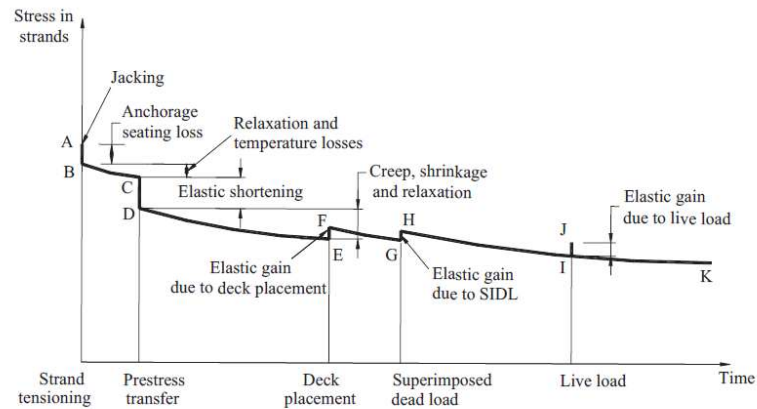 Stress in
strands
Jacking
Anchorage
seating loss
Relaxation and
temperature losses
A
B
C
D
Elastic shortening
Creep, shrinkage
and relaxation
Elastic gain
due to live load
F
H
J
E
G
I
K
Elastic gain
due to deck placement
Elastic gain
due to SIDL
Time
Strand
tensioning
Prestress
transfer
Deck
placement
Superimposed
dead load
Live load